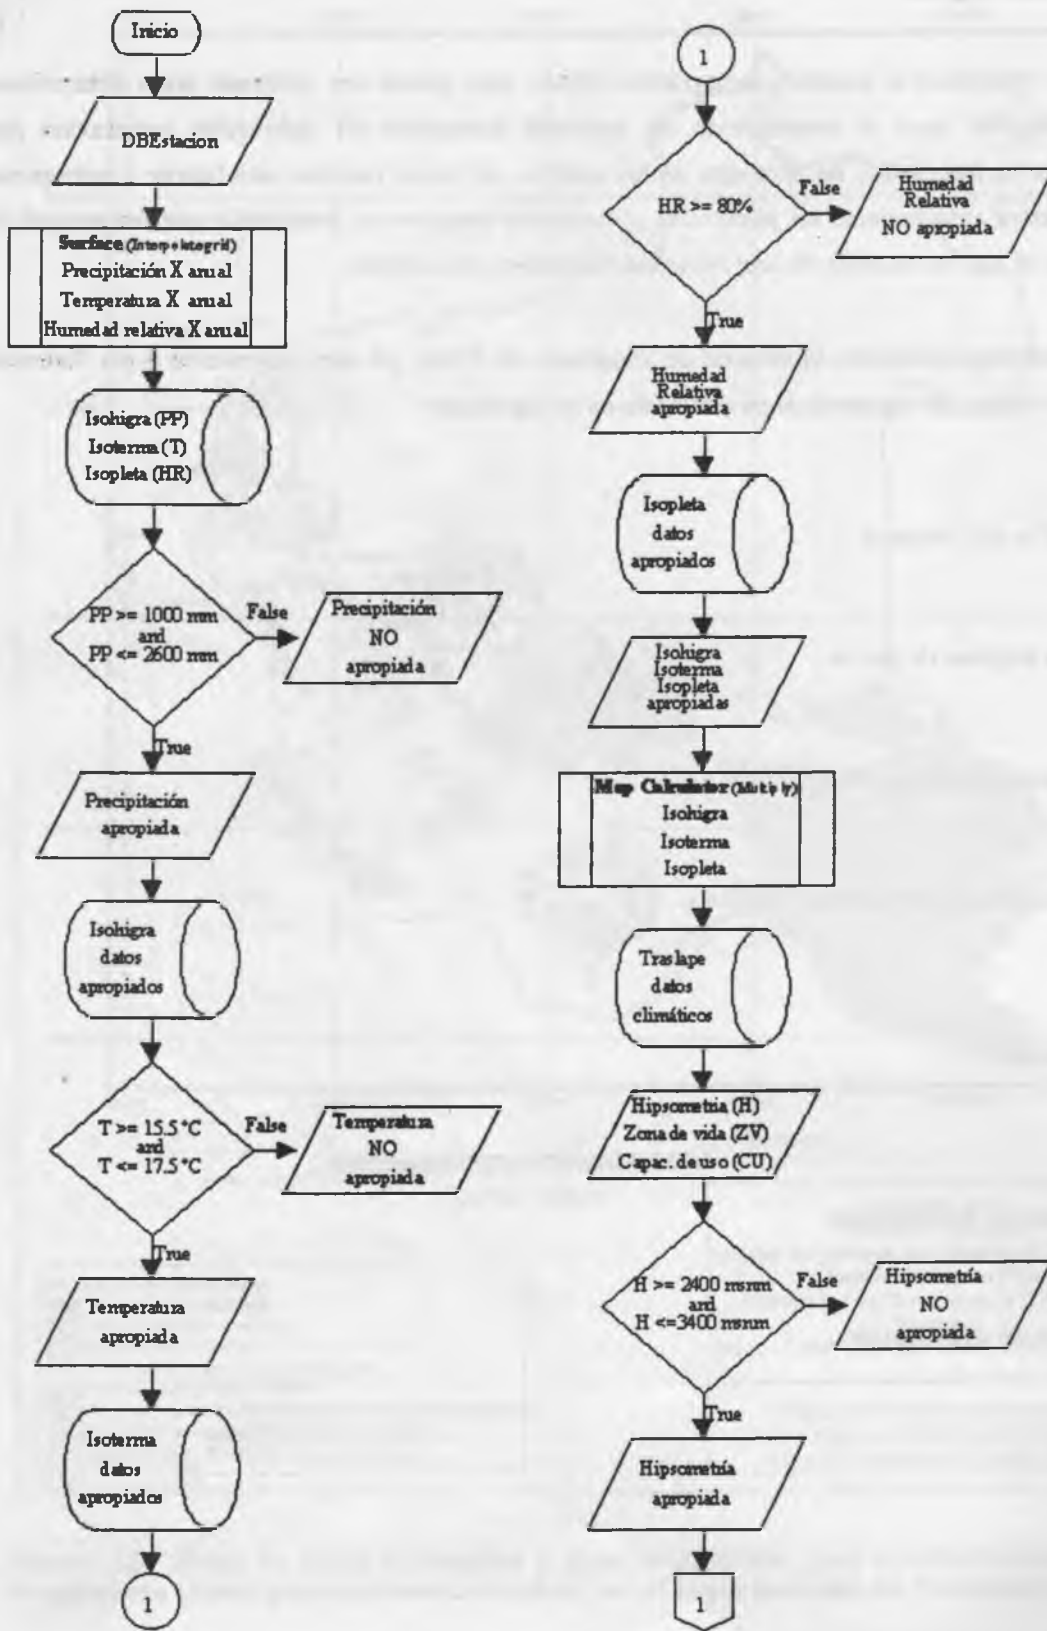 Inicio
DBEstacion
Surface (Interpolate grid)
Precipitación X anual
Temperatura X anual
Humedad relativa X anual
Isohigra (PP)
Isoterma (T)
Isopleta (HR)
PP >= 1000 mm
and
PP <= 2600 mm
False
Precipitación
NO
apropiada
True
Precipitación
apropiada
Isohigra
datos
apropiados
T >= 15.5 °C
and
T <= 17.5 °C
False
Temperatura
NO
apropiada
True
Temperatura
apropiada
Isoterma
datos
apropiados
1
1
HR >= 80%
False
Humedad
Relativa
NO apropiada
True
Humedad
Relativa
apropiada
Isopleta
datos
apropiados
Isohigra
Isoterma
Isopleta
apropiadas
Map Calculator (Multiply)
Isohigra
Isoterma
Isopleta
Traslape
datos
climáticos
Hipsometria (H)
Zona de vida (ZV)
Capac. de uso (CU)
H >= 2400 msnm
and
H <=3400 msnm
False
Hipsometría
NO
apropiada
True
Hipsometría
apropiada
1